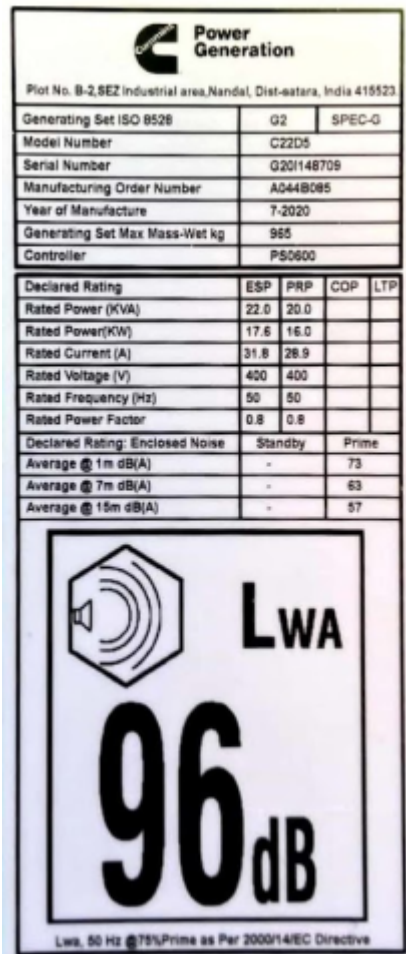 Cummins
Power
Generation
Plot No. B-2,SEZ Industrial area,Nandal, Dist-satara, India 415523.
Generating Set ISO 8528 G2 SPEC-G
Model Number C22D5
Serial Number G20I148709
Manufacturing Order Number A044B085
Year of Manufacture 7-2020
Generating Set Max Mass-Wet kg 965
Controller PS0600
Declared Rating ESP PRP COP LTP
Rated Power (KVA) 22.0 20.0
Rated Power(KW) 17.6 16.0
Rated Current (A) 31.8 28.9
Rated Voltage (V) 400 400
Rated Frequency (Hz) 50 50
Rated Power Factor 0.8 0.8
Declared Rating: Enclosed Noise Standby Prime
Average @ 1m dB(A) - 73
Average @ 7m dB(A) - 63
Average @ 15m dB(A) - 57
LWA
96dB
Lwa, 50 Hz @75%Prime as Per 2000/14/EC Directive